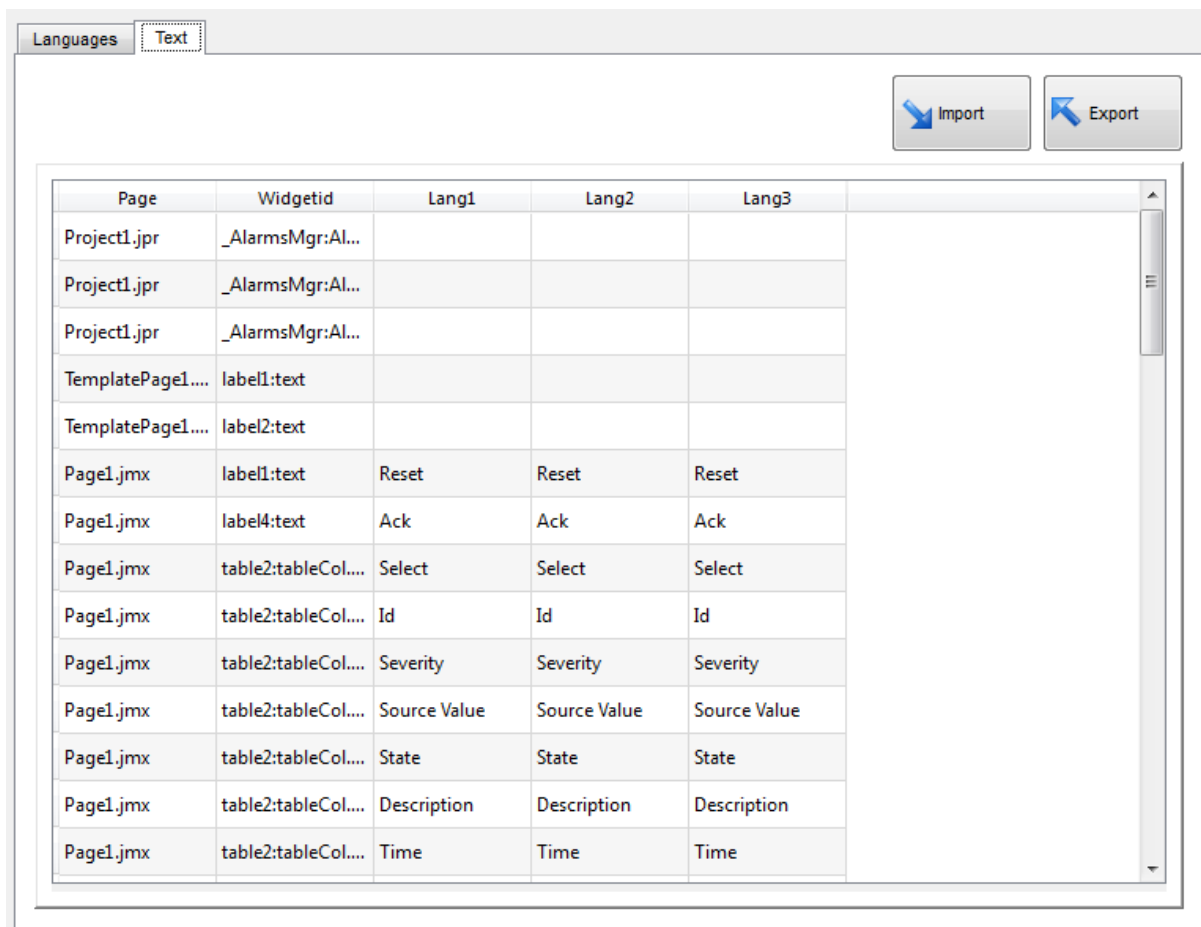 Languages Text
Import Export
Page Widgetid Lang1 Lang2 Lang3
Project1.jpr _AlarmsMgr:Al...
Project1.jpr _AlarmsMgr:Al...
Project1.jpr _AlarmsMgr:Al...
TemplatePage1.... label1:text
TemplatePage1.... label2:text
Page1.jmx label1:text Reset Reset Reset
Page1.jmx label4:text Ack Ack Ack
Page1.jmx table2:tableCol.... Select Select Select
Page1.jmx table2:tableCol.... Id Id Id
Page1.jmx table2:tableCol.... Severity Severity Severity
Page1.jmx table2:tableCol.... Source Value Source Value Source Value
Page1.jmx table2:tableCol.... State State State
Page1.jmx table2:tableCol.... Description Description Description
Page1.jmx table2:tableCol.... Time Time Time